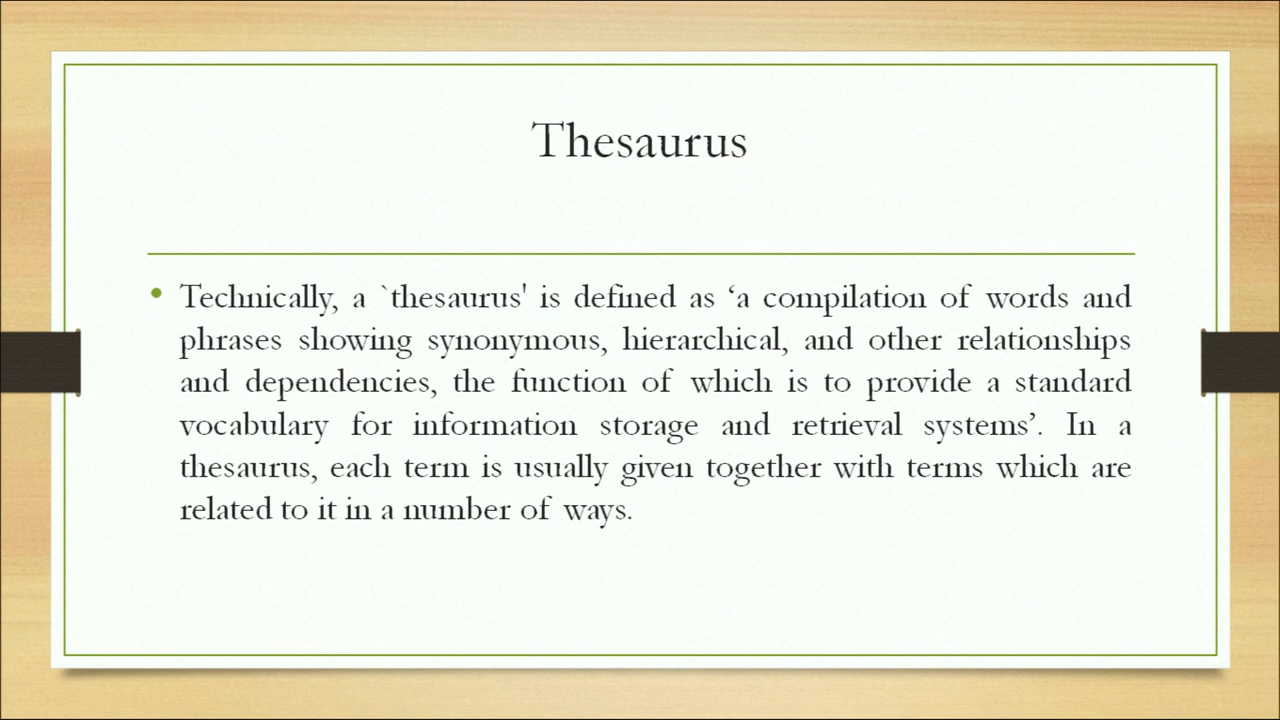 Thesaurus
• Technically, a `thesaurus' is defined as ‘a compilation of words and
phrases showing synonymous, hierarchical, and other relationships
and dependencies, the function of which is to provide a standard
vocabulary for information storage and retrieval systems’. In a
thesaurus, each term is usually given together with terms which are
related to it in a number of ways.